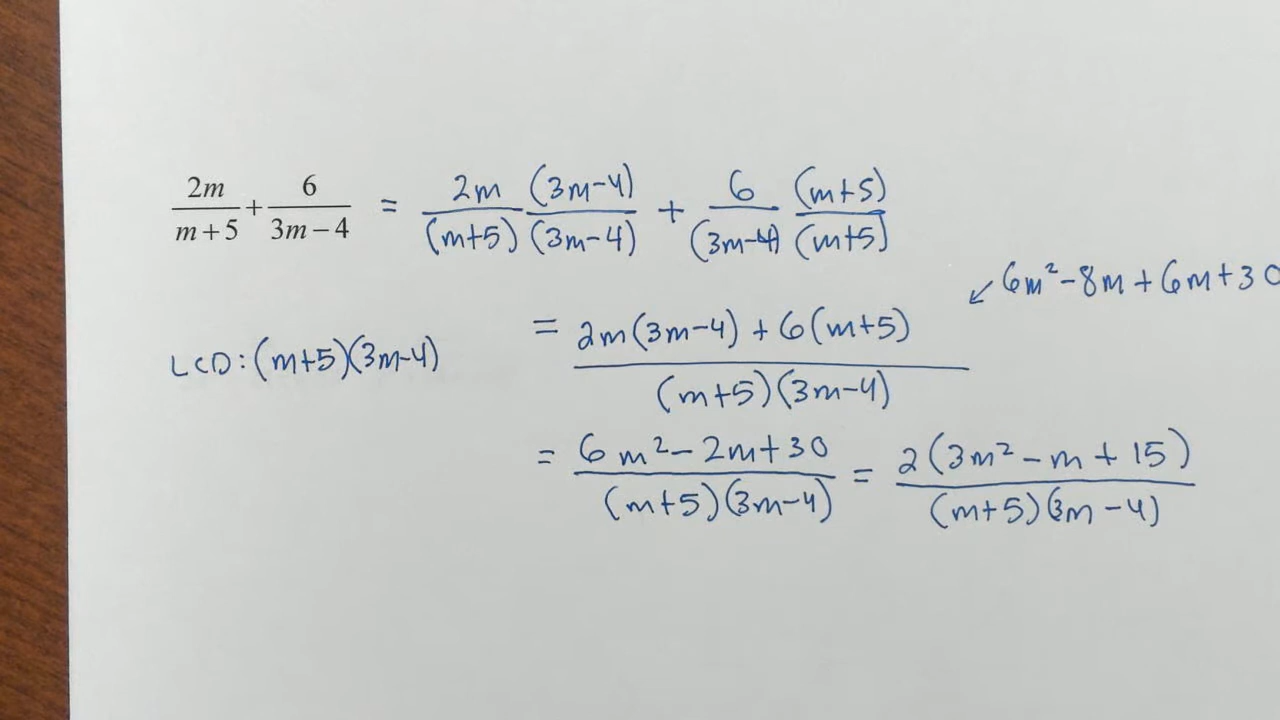 2m/(m+5) + 6/(3m−4) = 2m/(m+5) (3m-4)/(3m-4) + 6/(3m-4) (m+5)/(m+5)
↙ 6m²-8m+6m+30
= (2m(3m-4) + 6(m+5))/((m+5)(3m-4))
LCD: (m+5)(3m-4)
= (6m²-2m+30)/((m+5)(3m-4)) = 2(3m²-m+15)/((m+5)(3m-4))